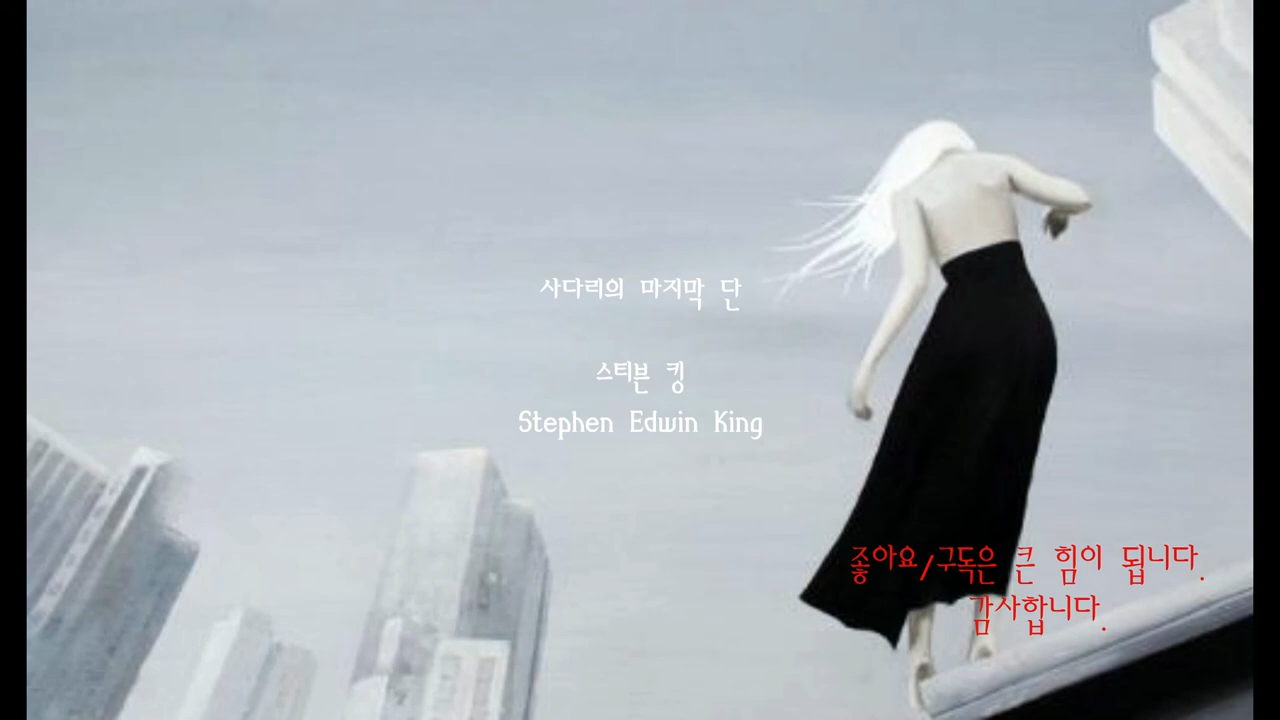 사다리의 마지막 단
스티븐 킹
Stephen Edwin King
좋아요/구독은 큰 힘이 됩니다.
감사합니다.